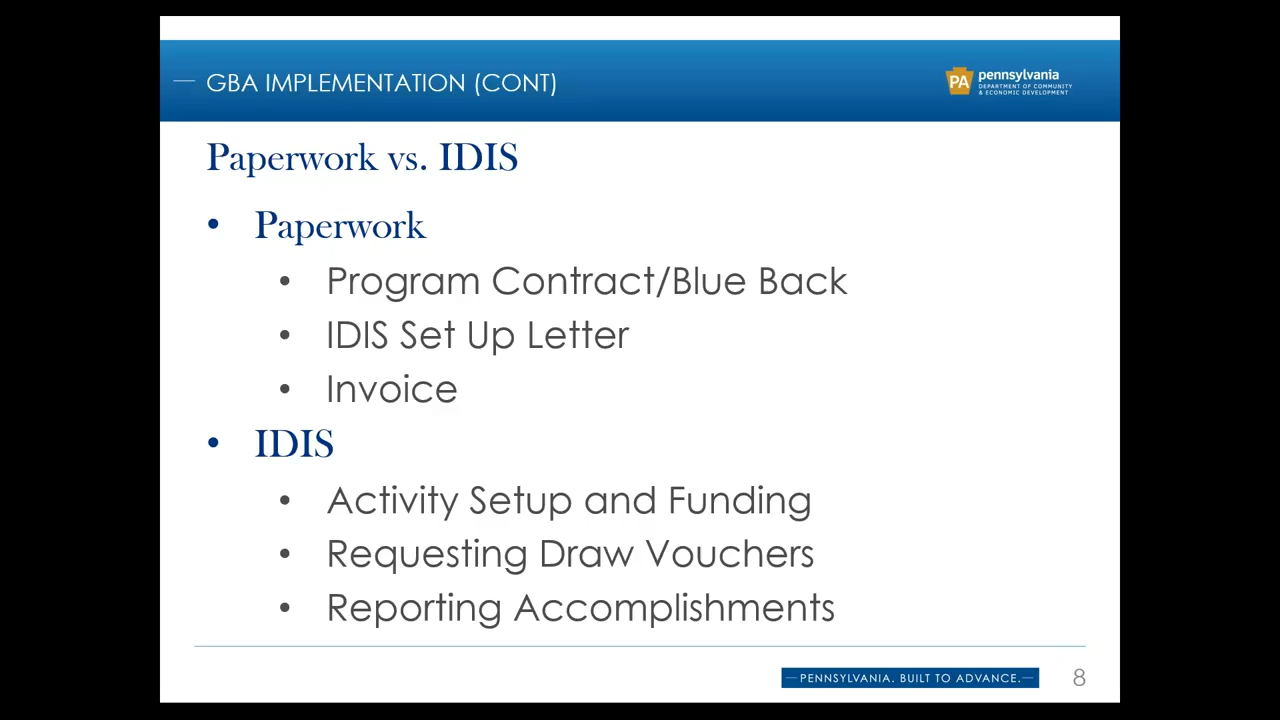 GBA IMPLEMENTATION (CONT)
pennsylvania
DEPARTMENT OF COMMUNITY
& ECONOMIC DEVELOPMENT
PA
Paperwork vs. IDIS
• Paperwork
• Program Contract/Blue Back
• IDIS Set Up Letter
• Invoice
• IDIS
• Activity Setup and Funding
• Requesting Draw Vouchers
• Reporting Accomplishments
PENNSYLVANIA. BUILT TO ADVANCE.
8